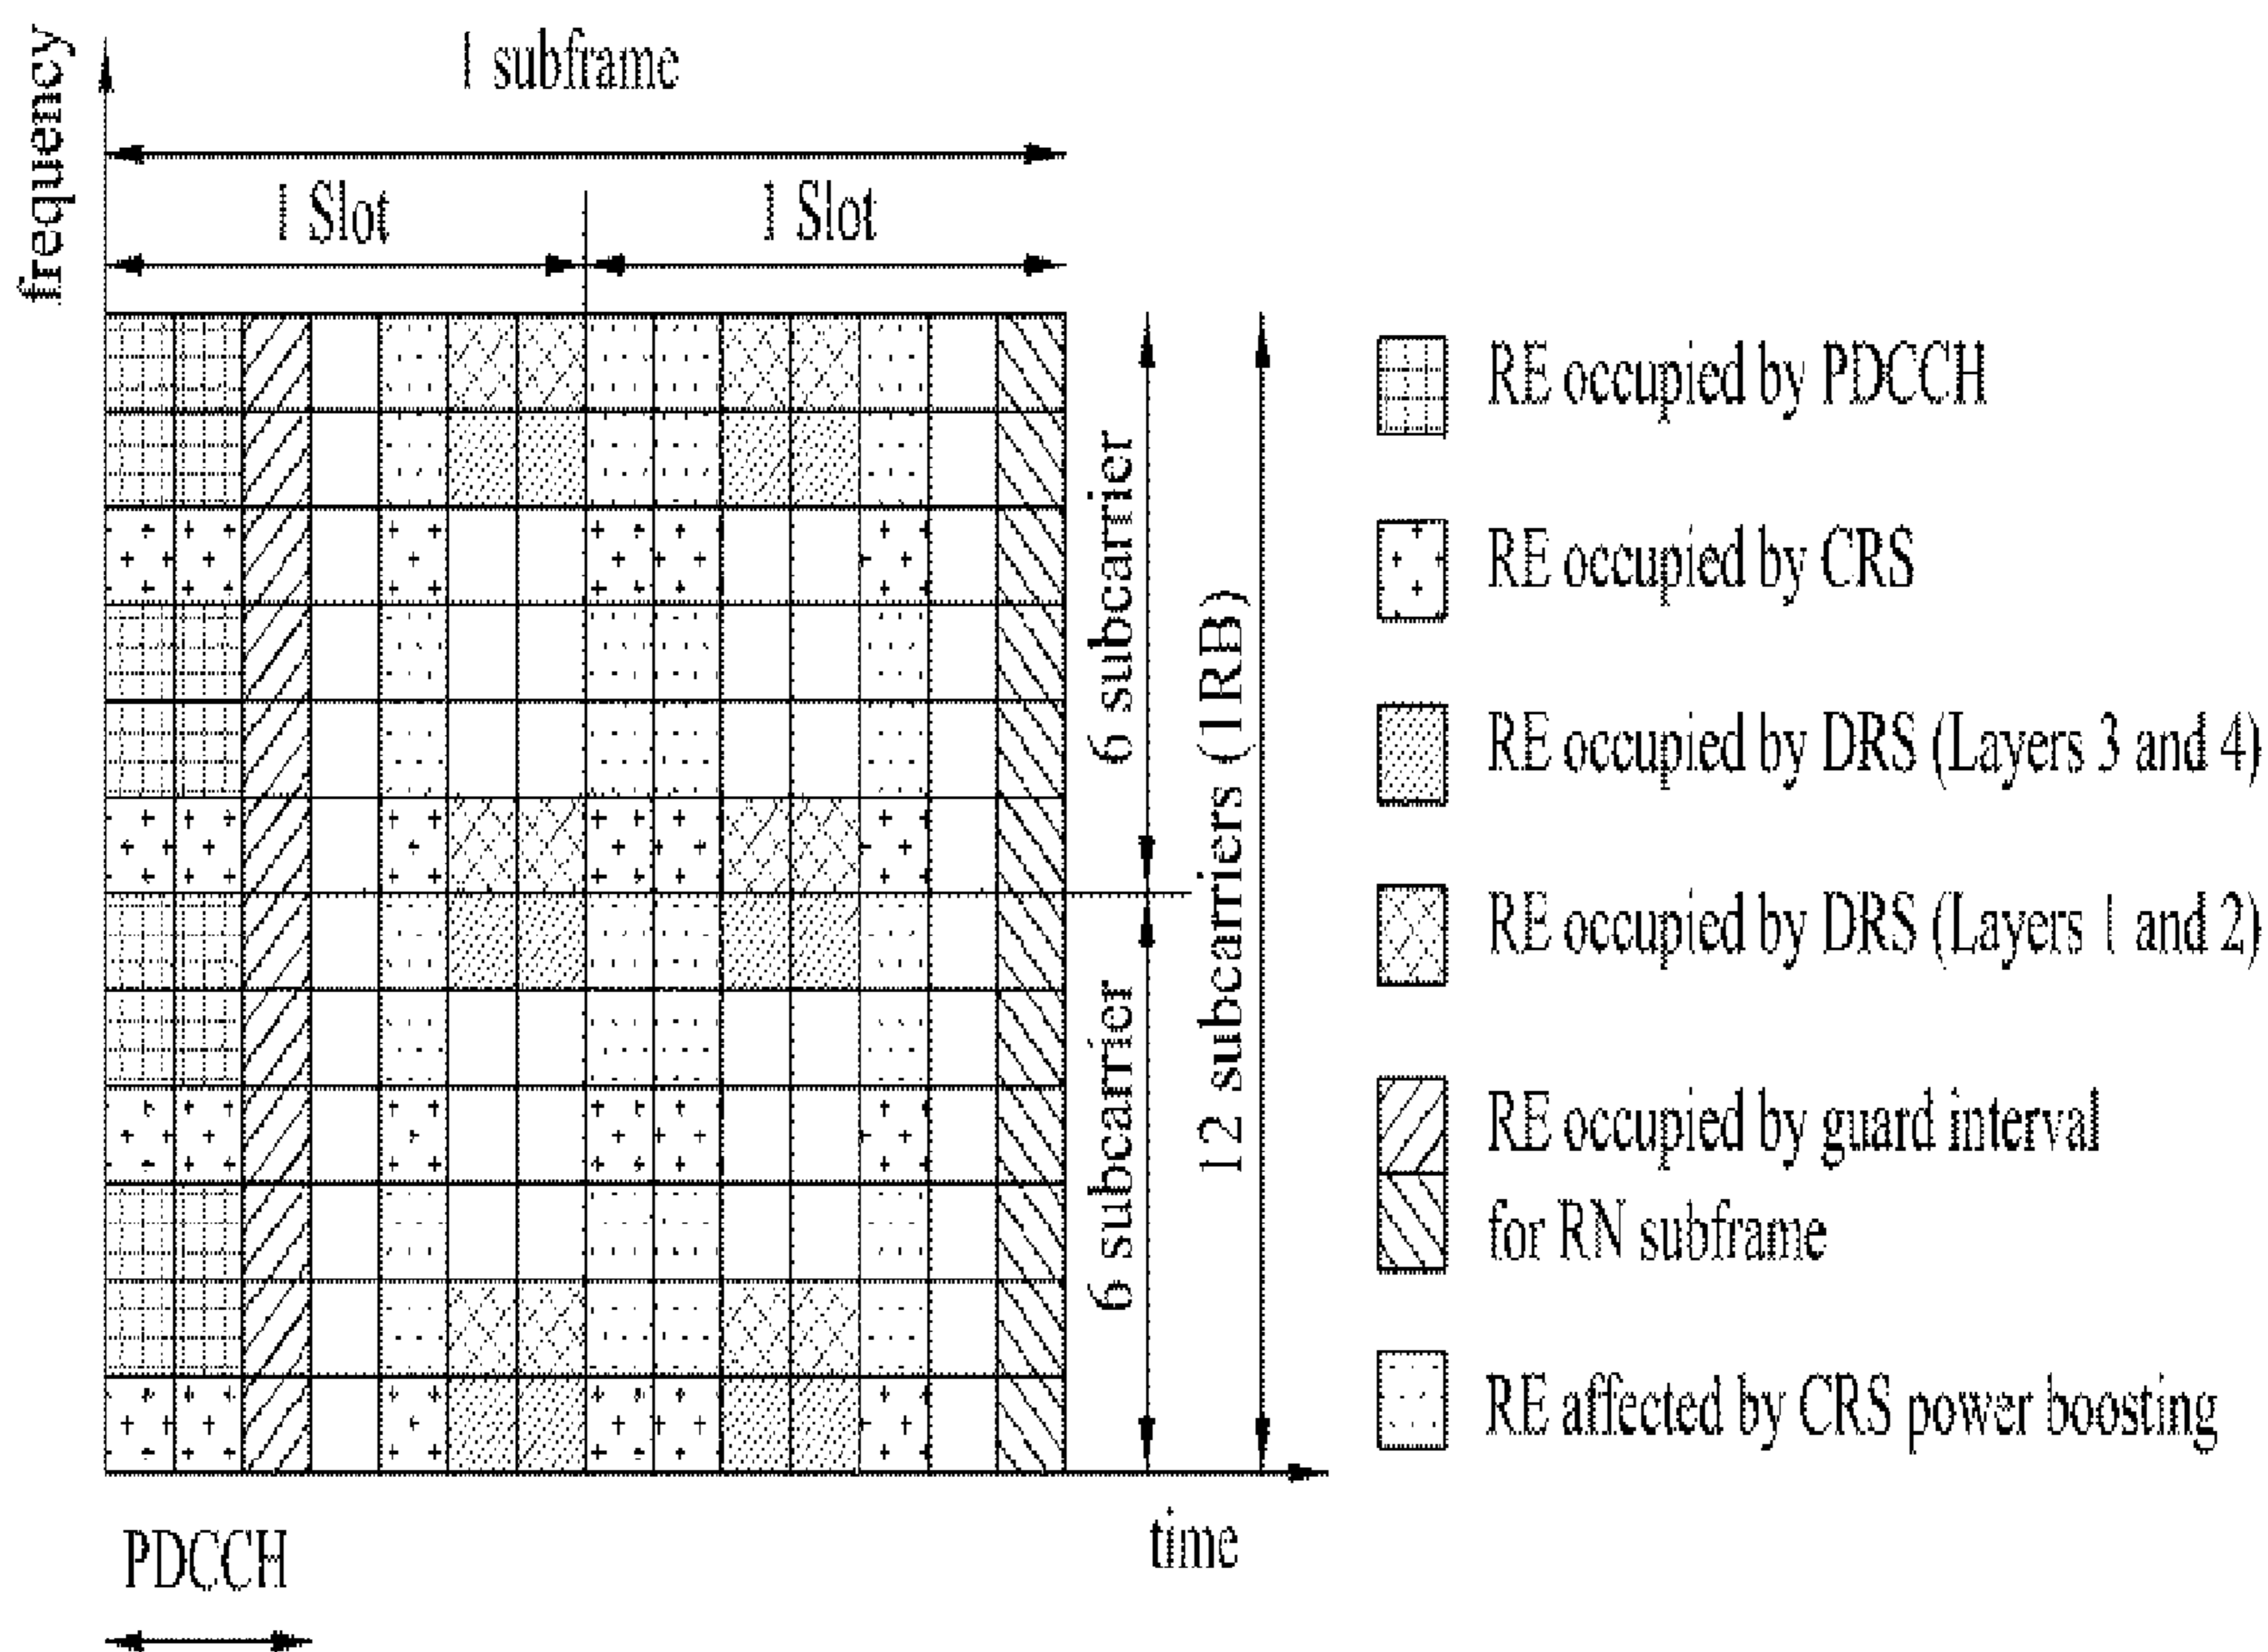 frequency
1 subframe
1 Slot
1 Slot
6 subcarrier
6 subcarrier
12 subcarriers (1RB)
time
PDCCH
RE occupied by PDCCH
RE occupied by CRS
RE occupied by DRS (Layers 3 and 4)
RE occupied by DRS (Layers 1 and 2)
RE occupied by guard interval
for RN subframe
RE affected by CRS power boosting